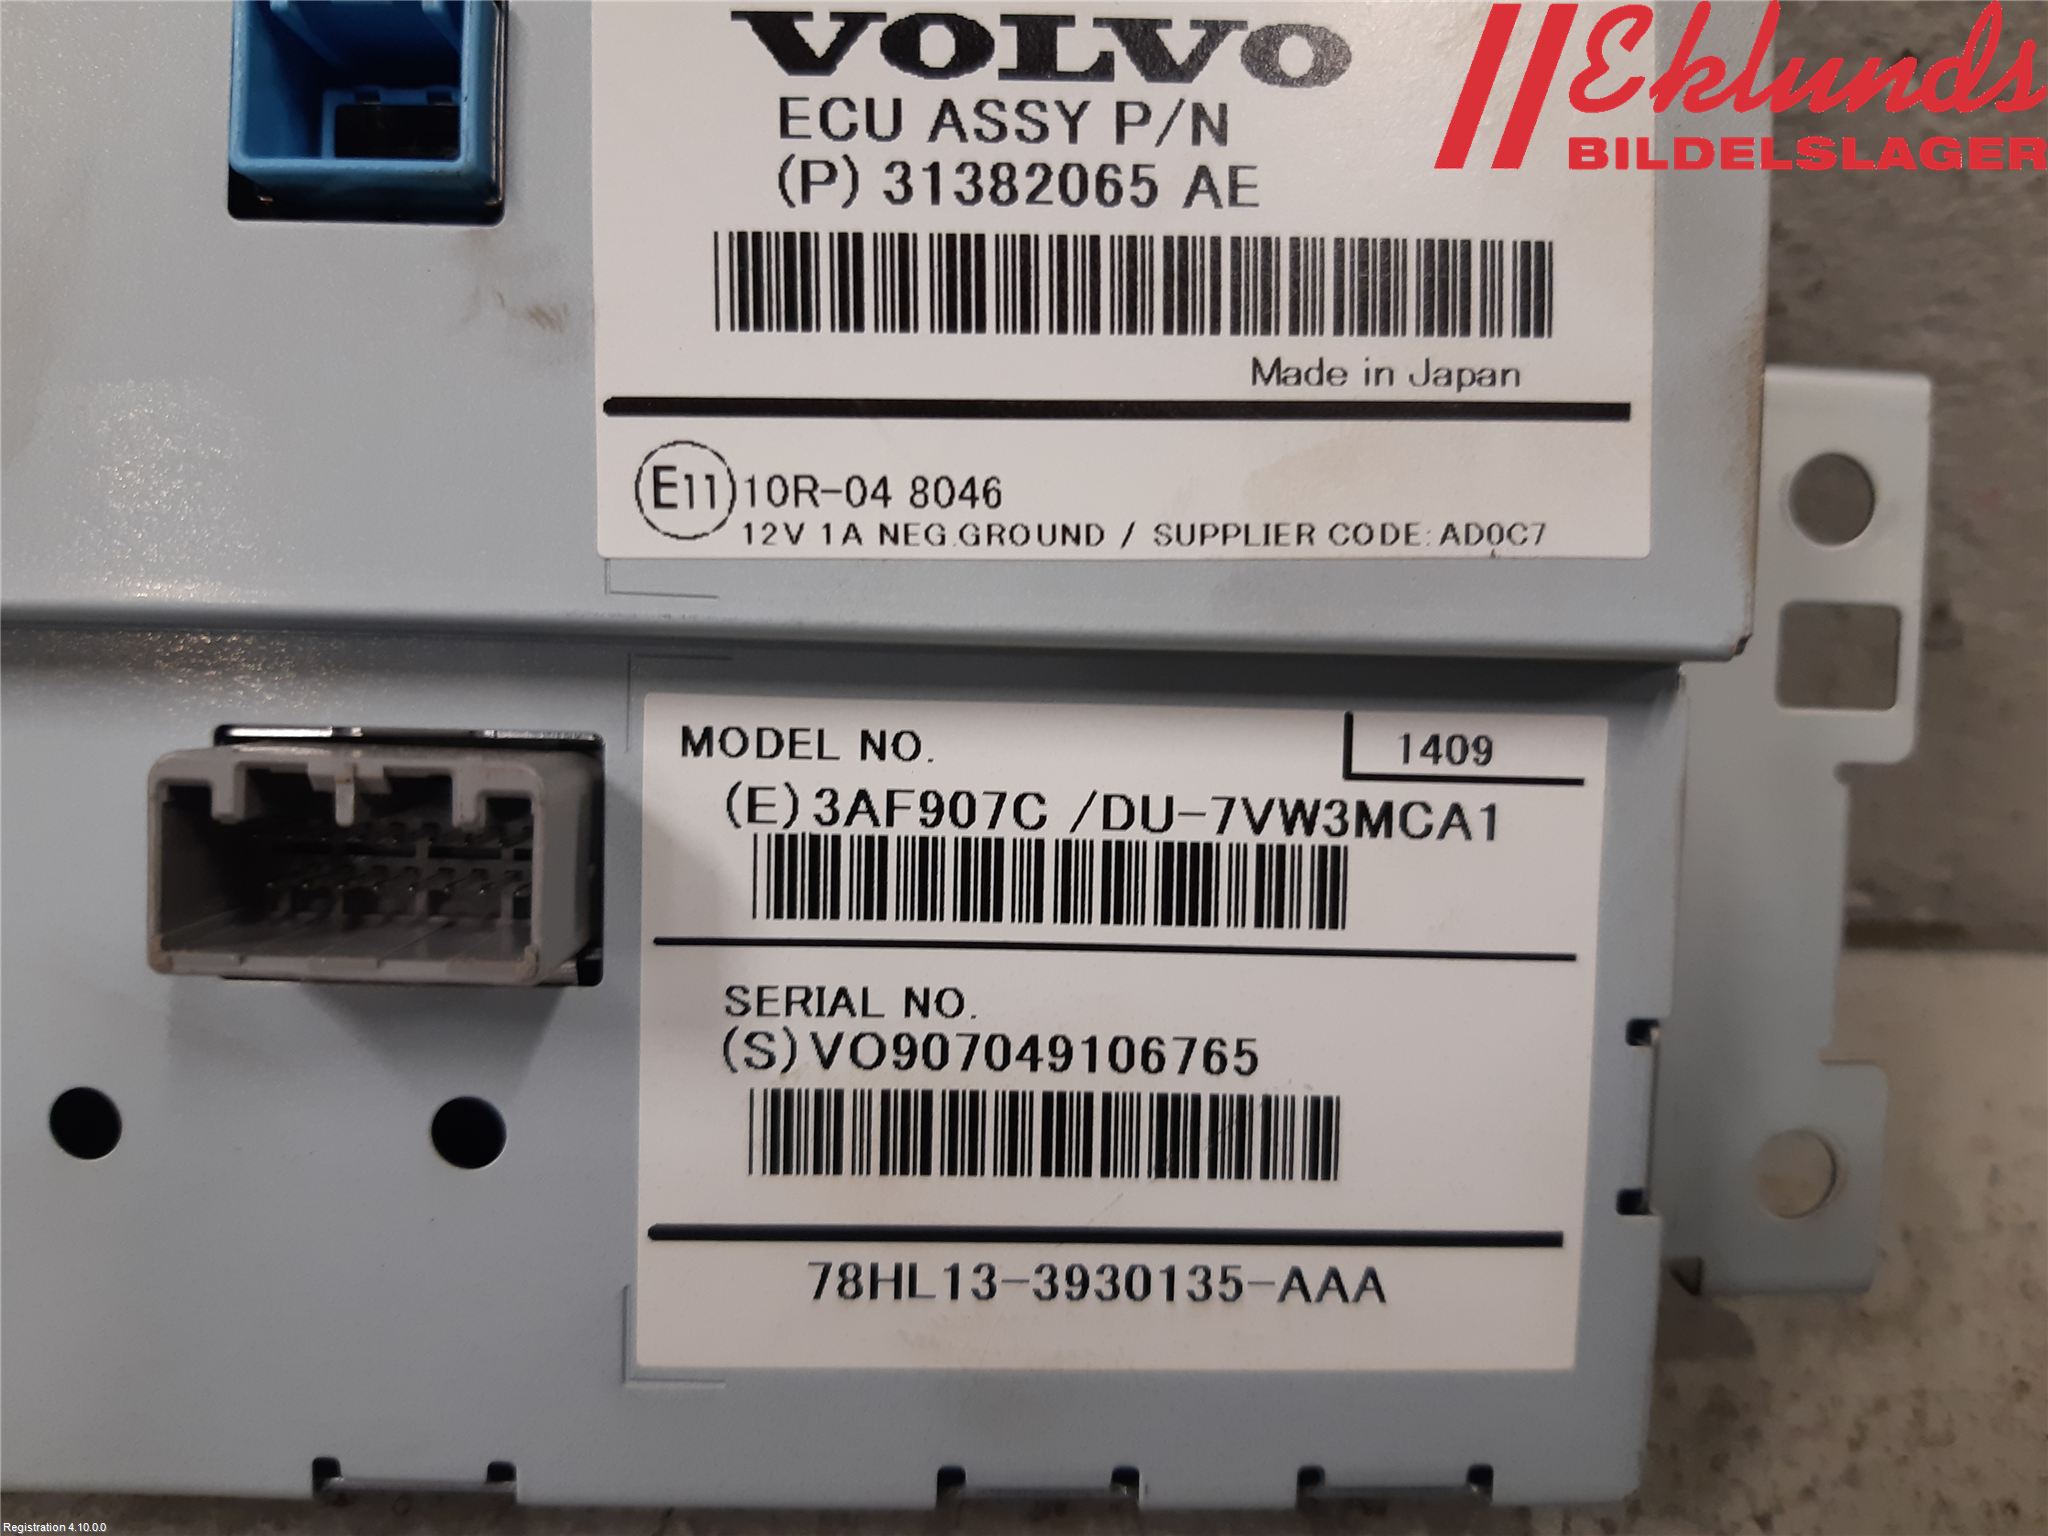 VOLVO
ECU ASSY P/N
(P) 31382065 AE
Made in Japan
E11 10R-04 8046
12V 1A NEG.GROUND / SUPPLIER CODE: AD0C7
MODEL NO.
1409
(E) 3AF907C /DU-7VW3MCA1
SERIAL NO.
(S) VO907049106765
78HL13-3930135-AAA
Eklunds
BILDELSLAGER
Registration 4.10.0.0